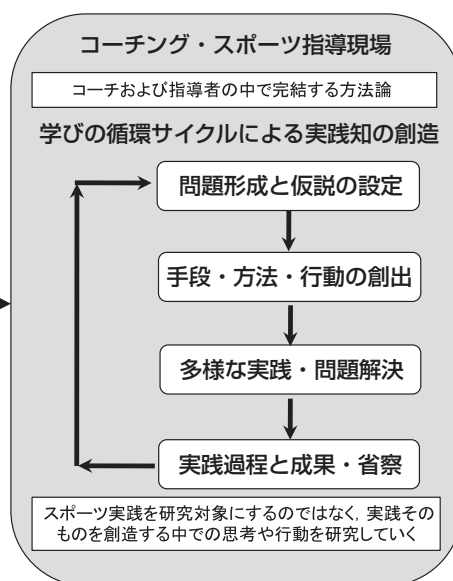 コーチング・スポーツ指導現場
コーチおよび指導者の中で完結する方法論
学びの循環サイクルによる実践知の創造
問題形成と仮説の設定
手段・方法・行動の創出
多様な実践・問題解決
実践過程と成果・省察
スポーツ実践を研究対象にするのではなく,実践そのも
のを創造する中での思考や行動を研究していく